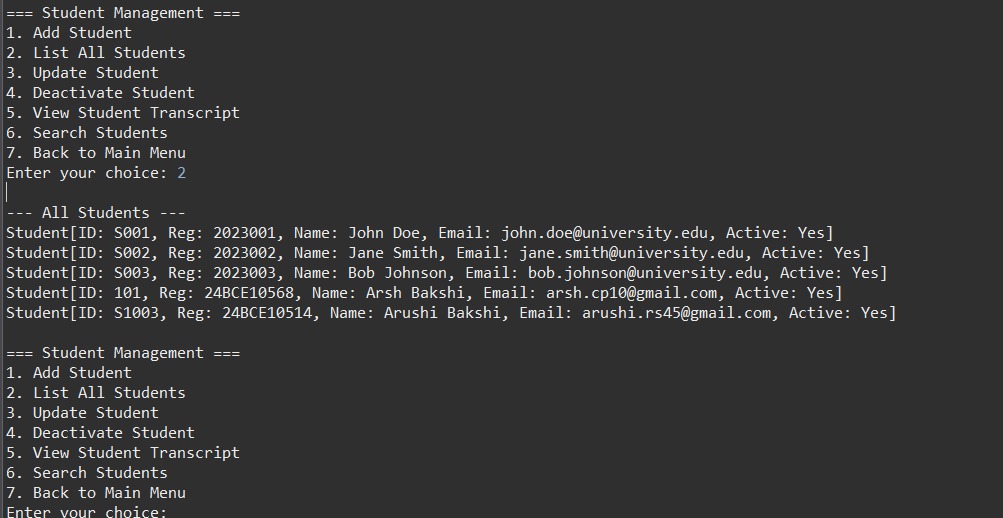 === Student Management ===
1. Add Student
2. List All Students
3. Update Student
4. Deactivate Student
5. View Student Transcript
6. Search Students
7. Back to Main Menu
Enter your choice: 2
--- All Students ---
Student[ID: S001, Reg: 2023001, Name: John Doe, Email: john.doe@university.edu, Active: Yes]
Student[ID: S002, Reg: 2023002, Name: Jane Smith, Email: jane.smith@university.edu, Active: Yes]
Student[ID: S003, Reg: 2023003, Name: Bob Johnson, Email: bob.johnson@university.edu, Active: Yes]
Student[ID: 101, Reg: 24BCE10568, Name: Arsh Bakshi, Email: arsh.cp10@gmail.com, Active: Yes]
Student[ID: S1003, Reg: 24BCE10514, Name: Arushi Bakshi, Email: arushi.rs45@gmail.com, Active: Yes]
=== Student Management ===
1. Add Student
2. List All Students
3. Update Student
4. Deactivate Student
5. View Student Transcript
6. Search Students
7. Back to Main Menu
Enter your choice: